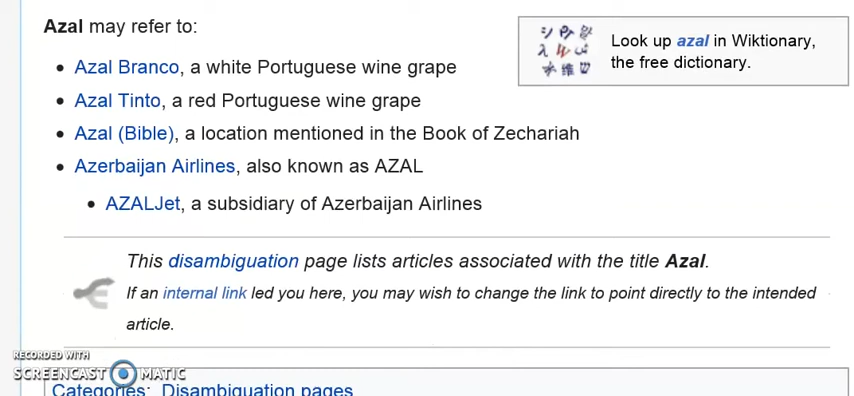 Azal may refer to:
Azal Branco, a white Portuguese wine grape
Azal Tinto, a red Portuguese wine grape
Azal (Bible), a location mentioned in the Book of Zechariah
Azerbaijan Airlines, also known as AZAL
AZALJet, a subsidiary of Azerbaijan Airlines
Look up azal in Wiktionary,
the free dictionary.
This disambiguation page lists articles associated with the title Azal.
If an internal link led you here, you may wish to change the link to point directly to the intended
article.
RECORDED WITH
SCREENCAST MATIC
Categories: Disambiguation pages